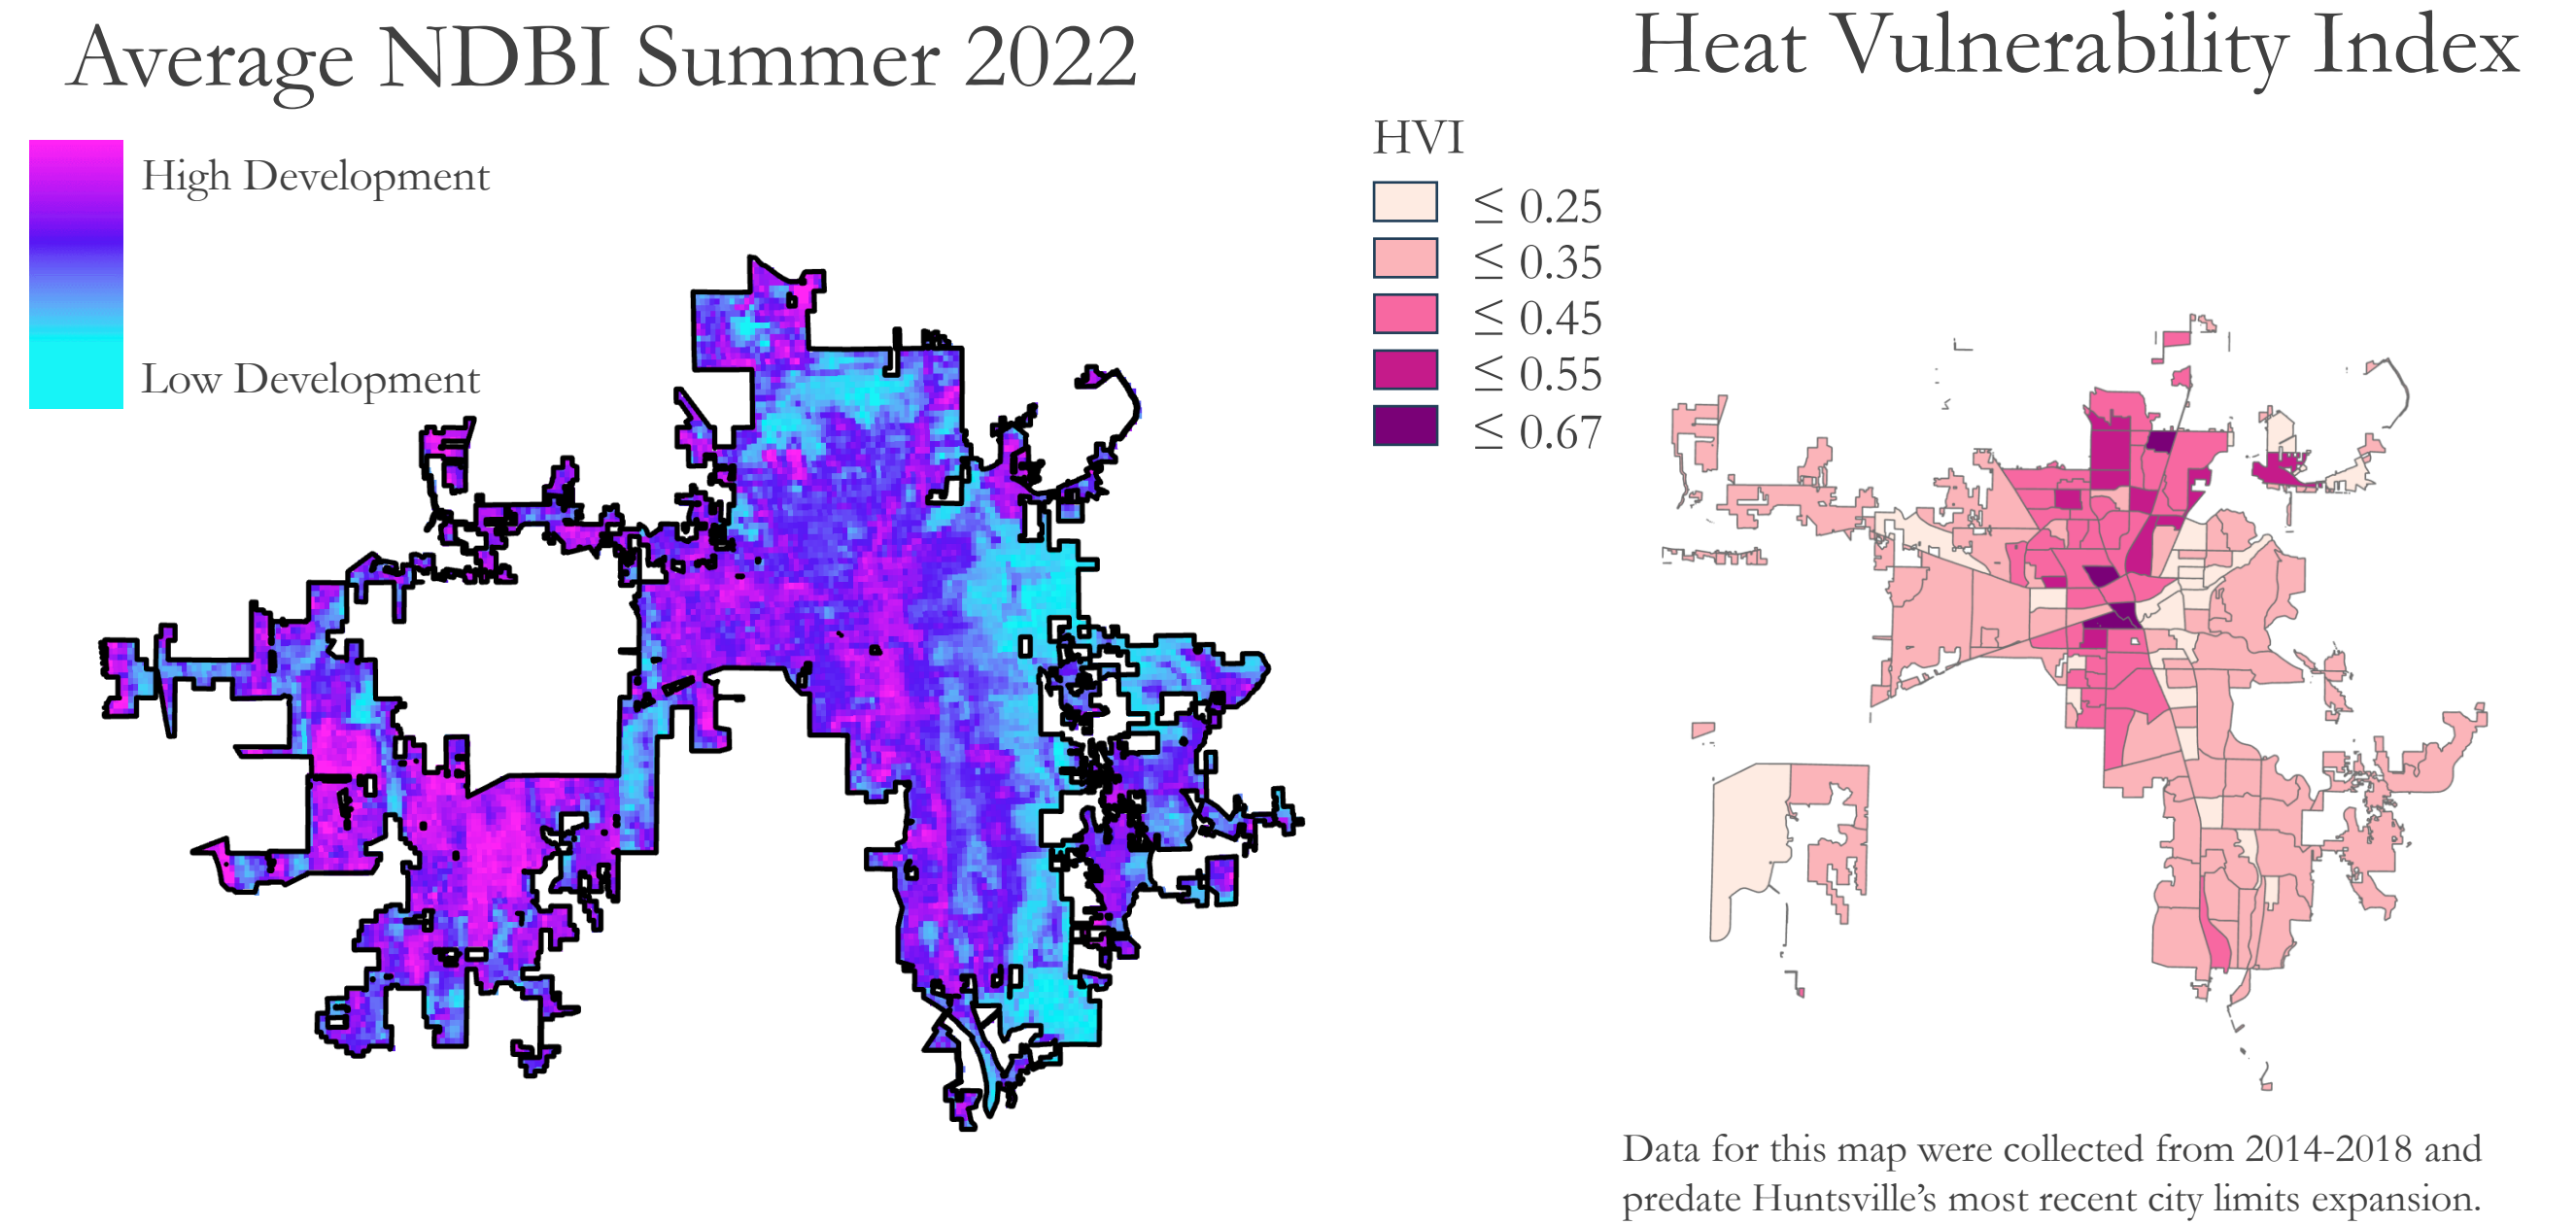 Average NDBI Summer 2022
High Development
Low Development
Heat Vulnerability Index
HVI
≤ 0.25
≤ 0.35
≤ 0.45
≤ 0.55
≤ 0.67
Data for this map were collected from 2014-2018 and
predate Huntsville’s most recent city limits expansion.